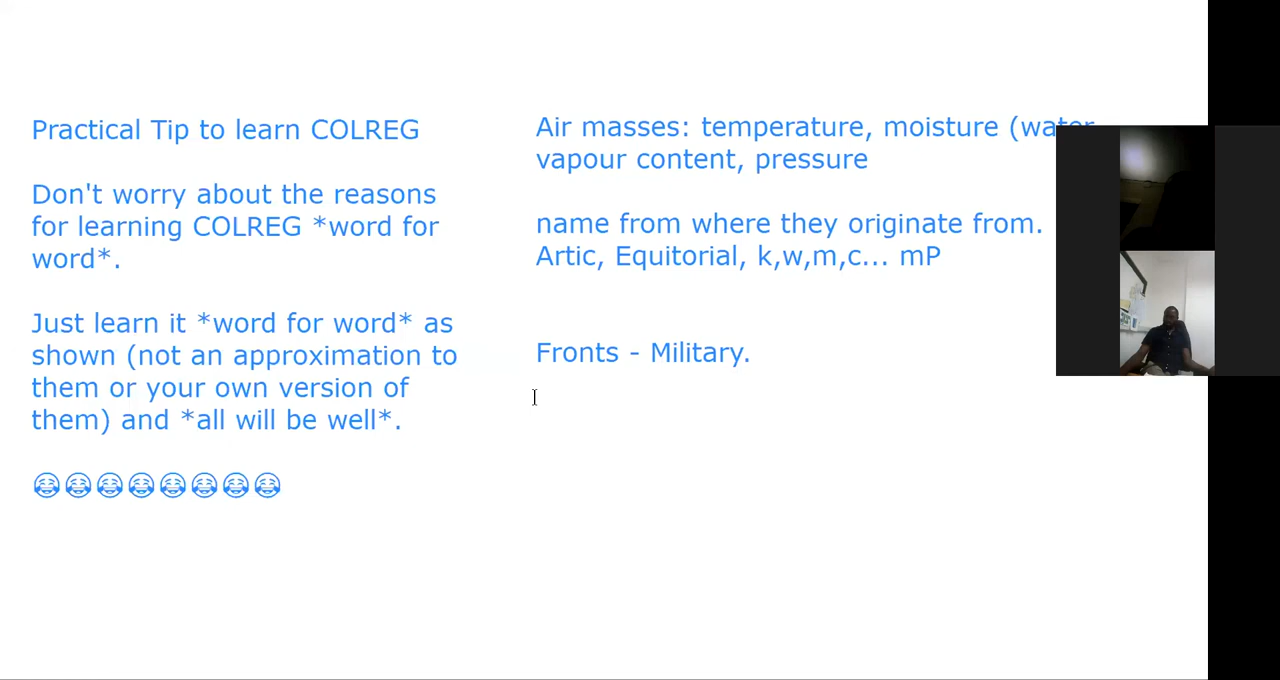 Practical Tip to learn COLREG
Don't worry about the reasons
for learning COLREG *word for
word*.
Just learn it *word for word* as
shown (not an approximation to
them or your own version of
them) and *all will be well*.
😂😂😂😂😂😂😂😂
Air masses: temperature, moisture (water
vapour content, pressure
name from where they originate from.
Artic, Equitorial, k,w,m,c... mP
Fronts - Military.